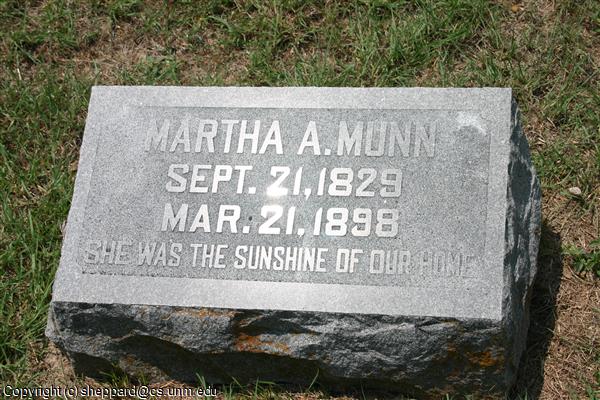 MARTHA A. MUNN
SEPT. 21, 1829
MAR. 21, 1898
SHE WAS THE SUNSHINE OF OUR HOME
Copyright (c) sheppard@cs.unm.edu